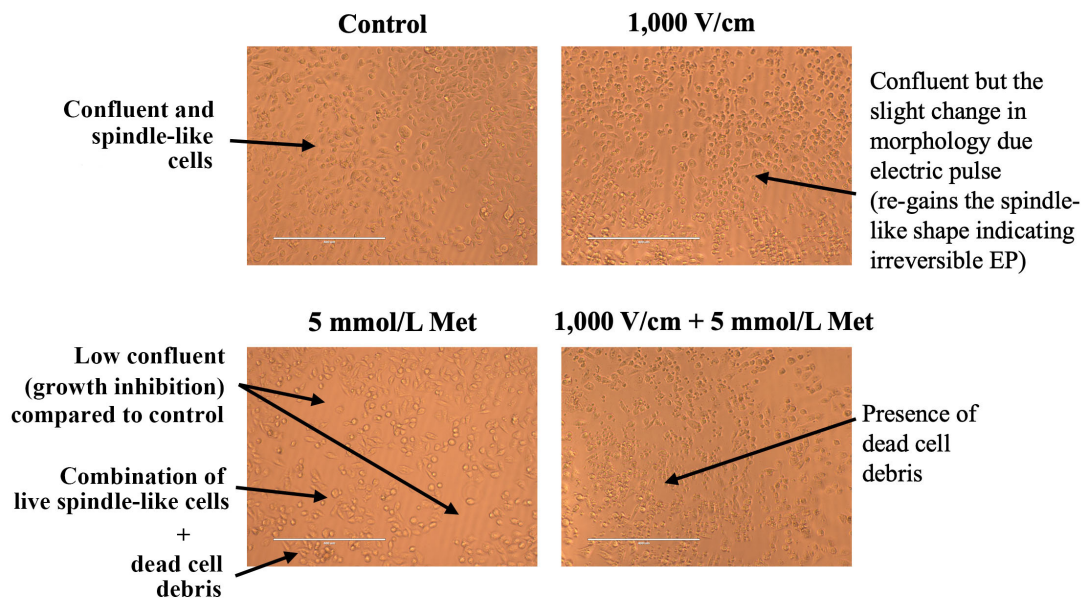 Control
1,000 V/cm
Confluent and
spindle-like
cells
Confluent but the
slight change in
morphology due
electric pulse
(re-gains the spindle-
like shape indicating
irreversible EP)
5 mmol/L Met
1,000 V/cm + 5 mmol/L Met
Low confluent
(growth inhibition)
compared to control
Combination of
live spindle-like cells
+
dead cell
debris
Presence of
dead cell
debris